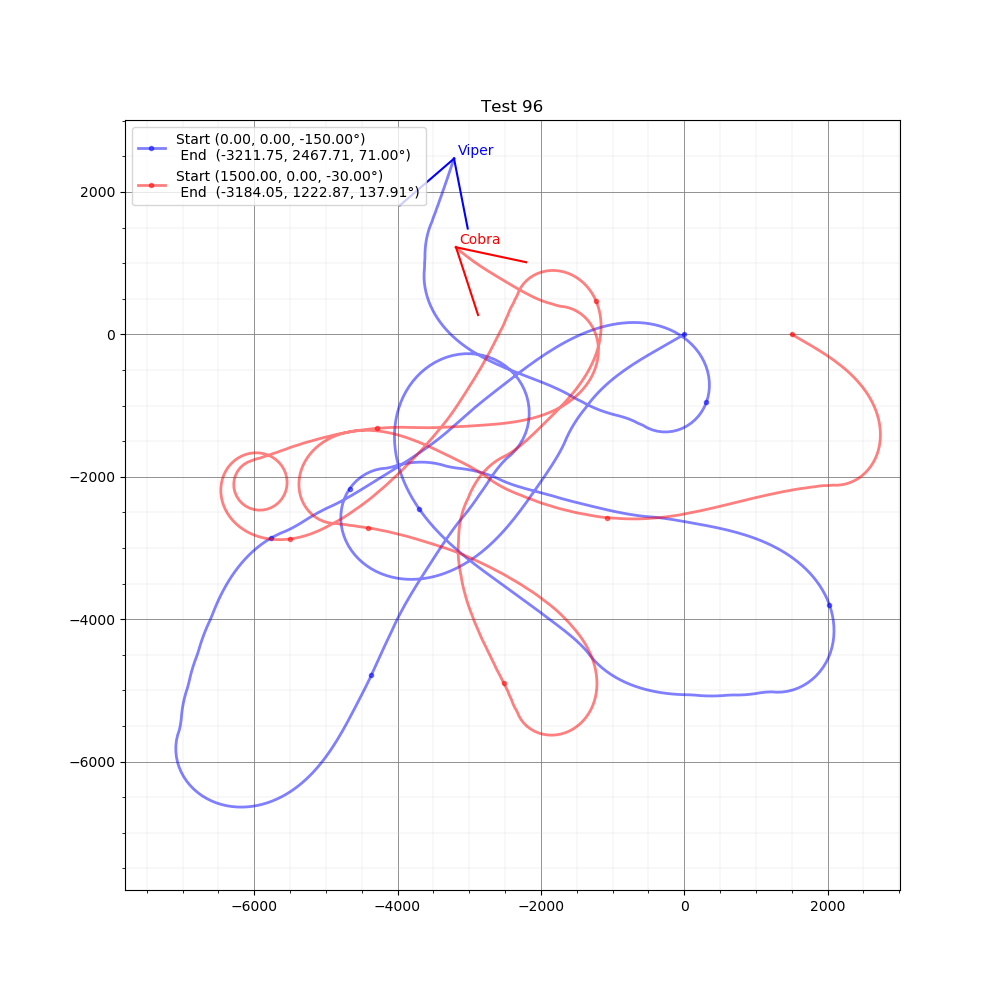 Test 96
Start (0.00, 0.00, -150.00°)
End  (-3211.75, 2467.71, 71.00°)
Start (1500.00, 0.00, -30.00°)
End  (-3184.05, 1222.87, 137.91°)
Viper
Cobra
2000
0
−2000
−4000
−6000
−6000
−4000
−2000
0
2000